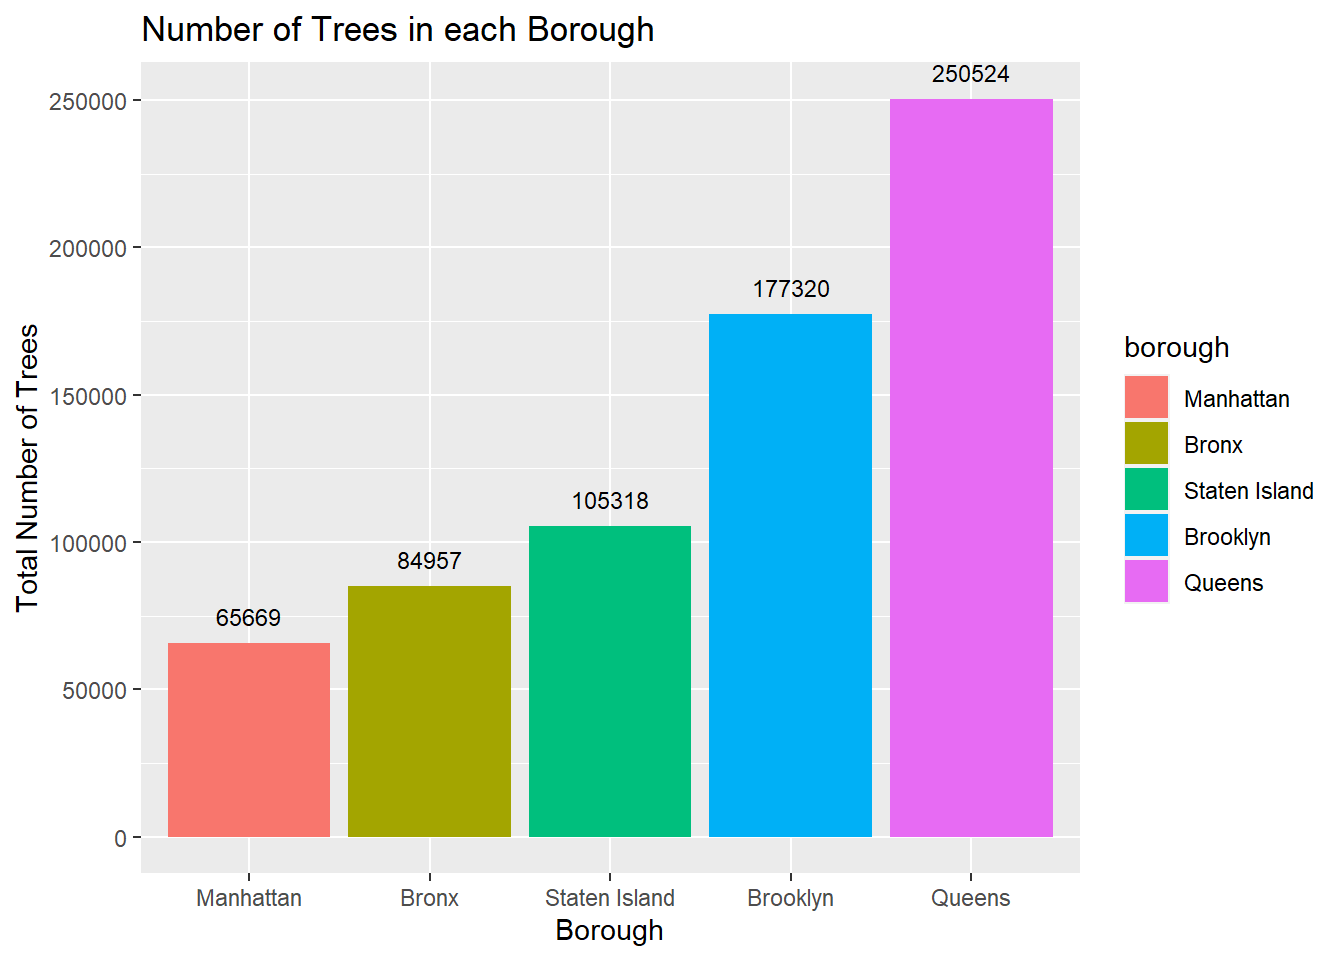 Number of Trees in each Borough
Total Number of Trees
250000
200000
150000
100000
50000
0
65669
84957
105318
177320
250524
Manhattan Bronx Staten Island Brooklyn Queens
Borough
borough
Manhattan
Bronx
Staten Island
Brooklyn
Queens